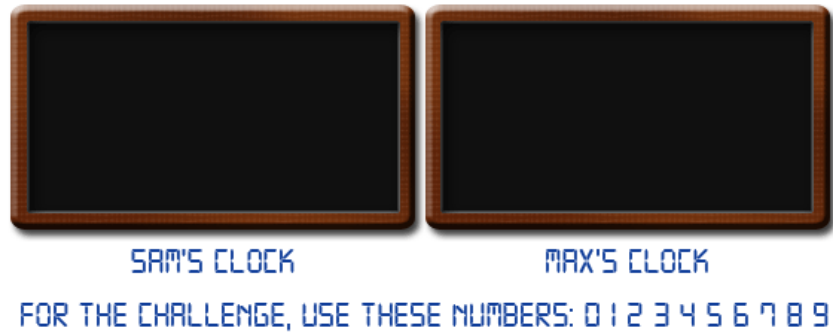 SAM'S CLOCK
MAX'S CLOCK
FOR THE CHALLENGE, USE THESE NUMBERS: 0 1 2 3 4 5 6 7 8 9